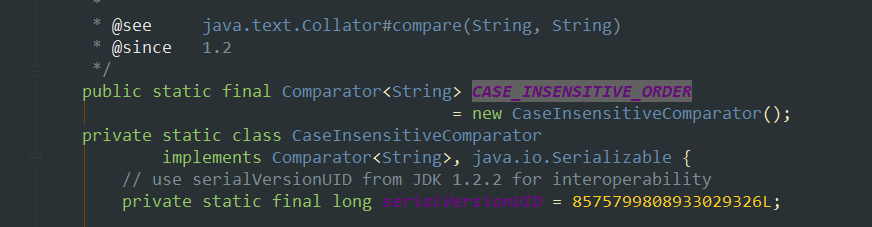 *
* @see java.text.Collator#compare(String, String)
* @since 1.2
*/
public static final Comparator<String> CASE_INSENSITIVE_ORDER
= new CaseInsensitiveComparator();
private static class CaseInsensitiveComparator
implements Comparator<String>, java.io.Serializable {
// use serialVersionUID from JDK 1.2.2 for interoperability
private static final long serialVersionUID = 8575799808933029326L;